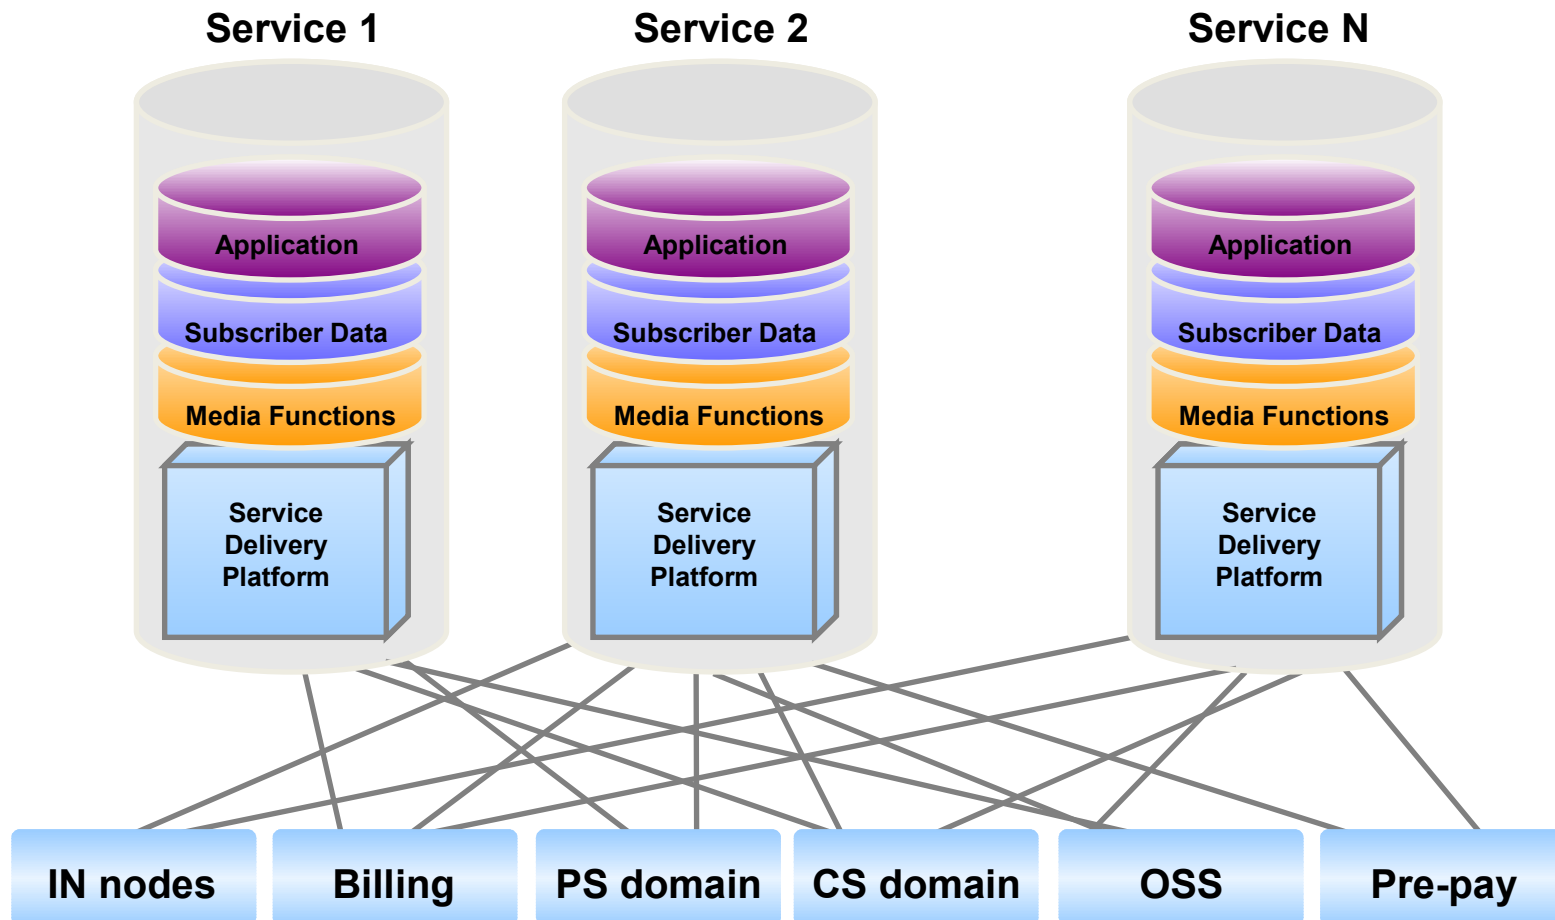 Service 1
Service 2
Service N
Application
Application
Application
Subscriber Data
Subscriber Data
Subscriber Data
Media Functions
Media Functions
Media Functions
Service
Delivery
Platform
Service
Delivery
Platform
Service
Delivery
Platform
IN nodes
Billing
PS domain
CS domain
OSS
Pre-pay